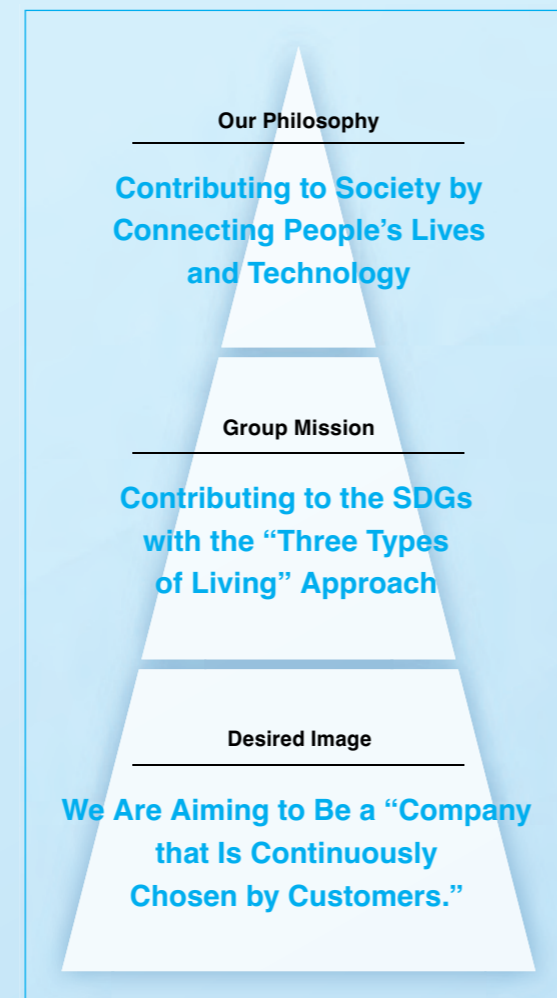 Our Philosophy
Contributing to Society by
Connecting People’s Lives
and Technology
Group Mission
Contributing to the SDGs
with the “Three Types
of Living” Approach
Desired Image
We Are Aiming to Be a “Company
that Is Continuously
Chosen by Customers.”